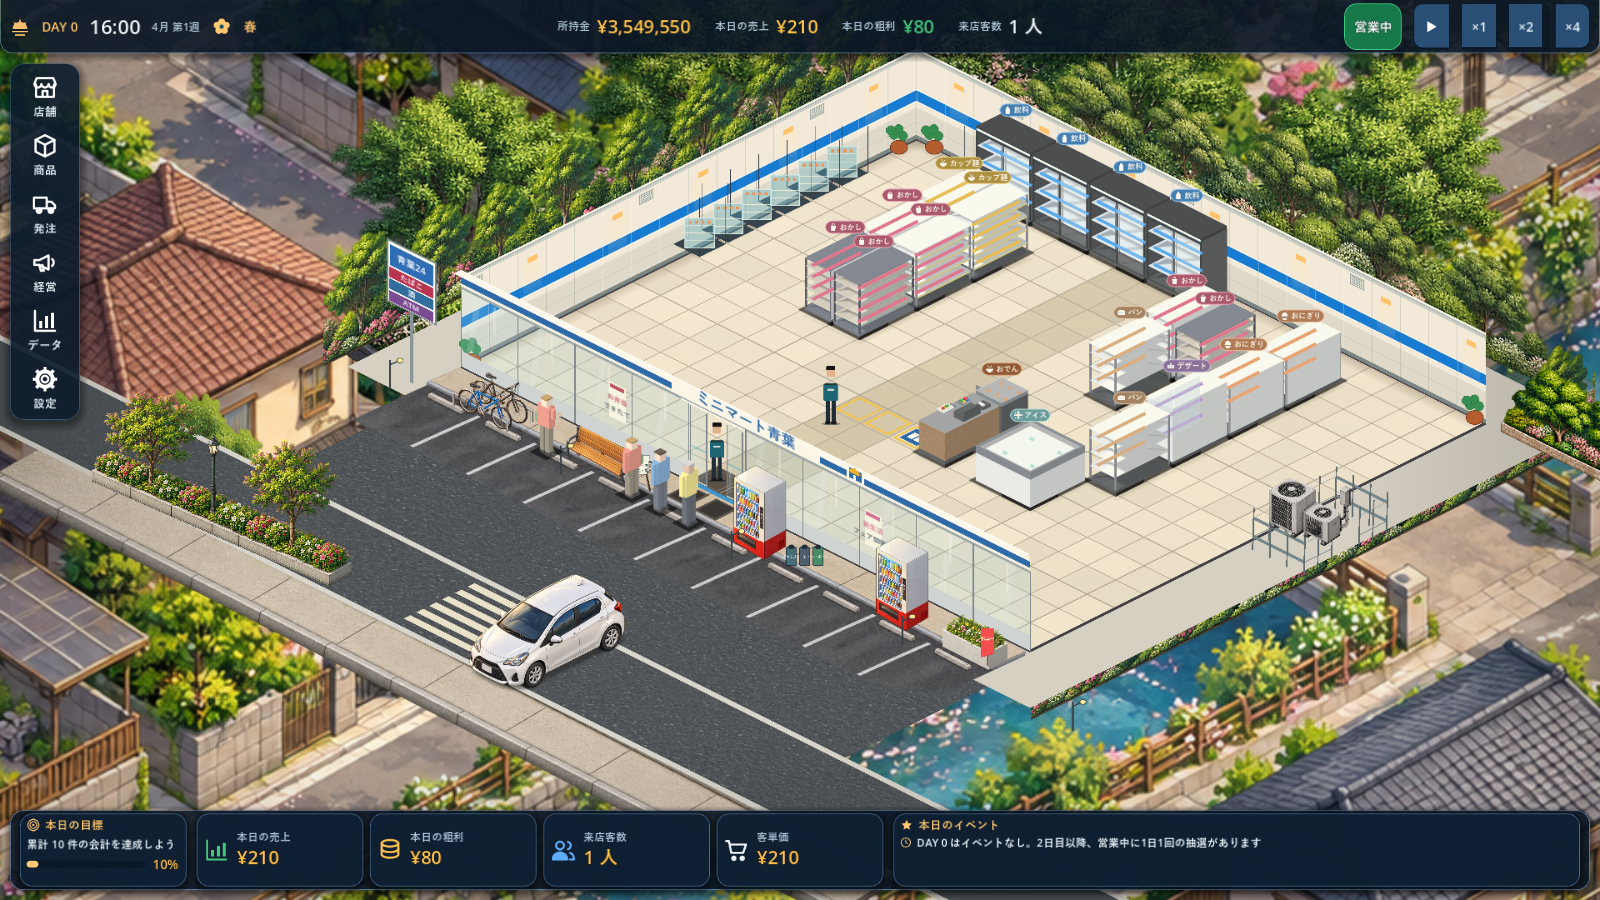 DAY 0 16:00 4月 第1週 春
所持金 ¥3,549,550 本日の売上 ¥210 本日の粗利 ¥80 来店客数 1 人
営業中 ×1 ×2 ×4
店舗
商品
発注
経営
データ
設定
飲料
飲料
飲料
飲料
カップ麺
カップ麺
おかし
おかし
おかし
おかし
おかし
おかし
パン
おにぎり
おにぎり
デザート
パン
おでん
アイス
青葉24
たばこ
酒
ATM
ミニマート青葉
本日の目標
累計 10 件の会計を達成しよう
10%
本日の売上
¥210
本日の粗利
¥80
来店客数
1 人
客単価
¥210
本日のイベント
DAY 0 はイベントなし。2日目以降、営業中に1日1回の抽選があります